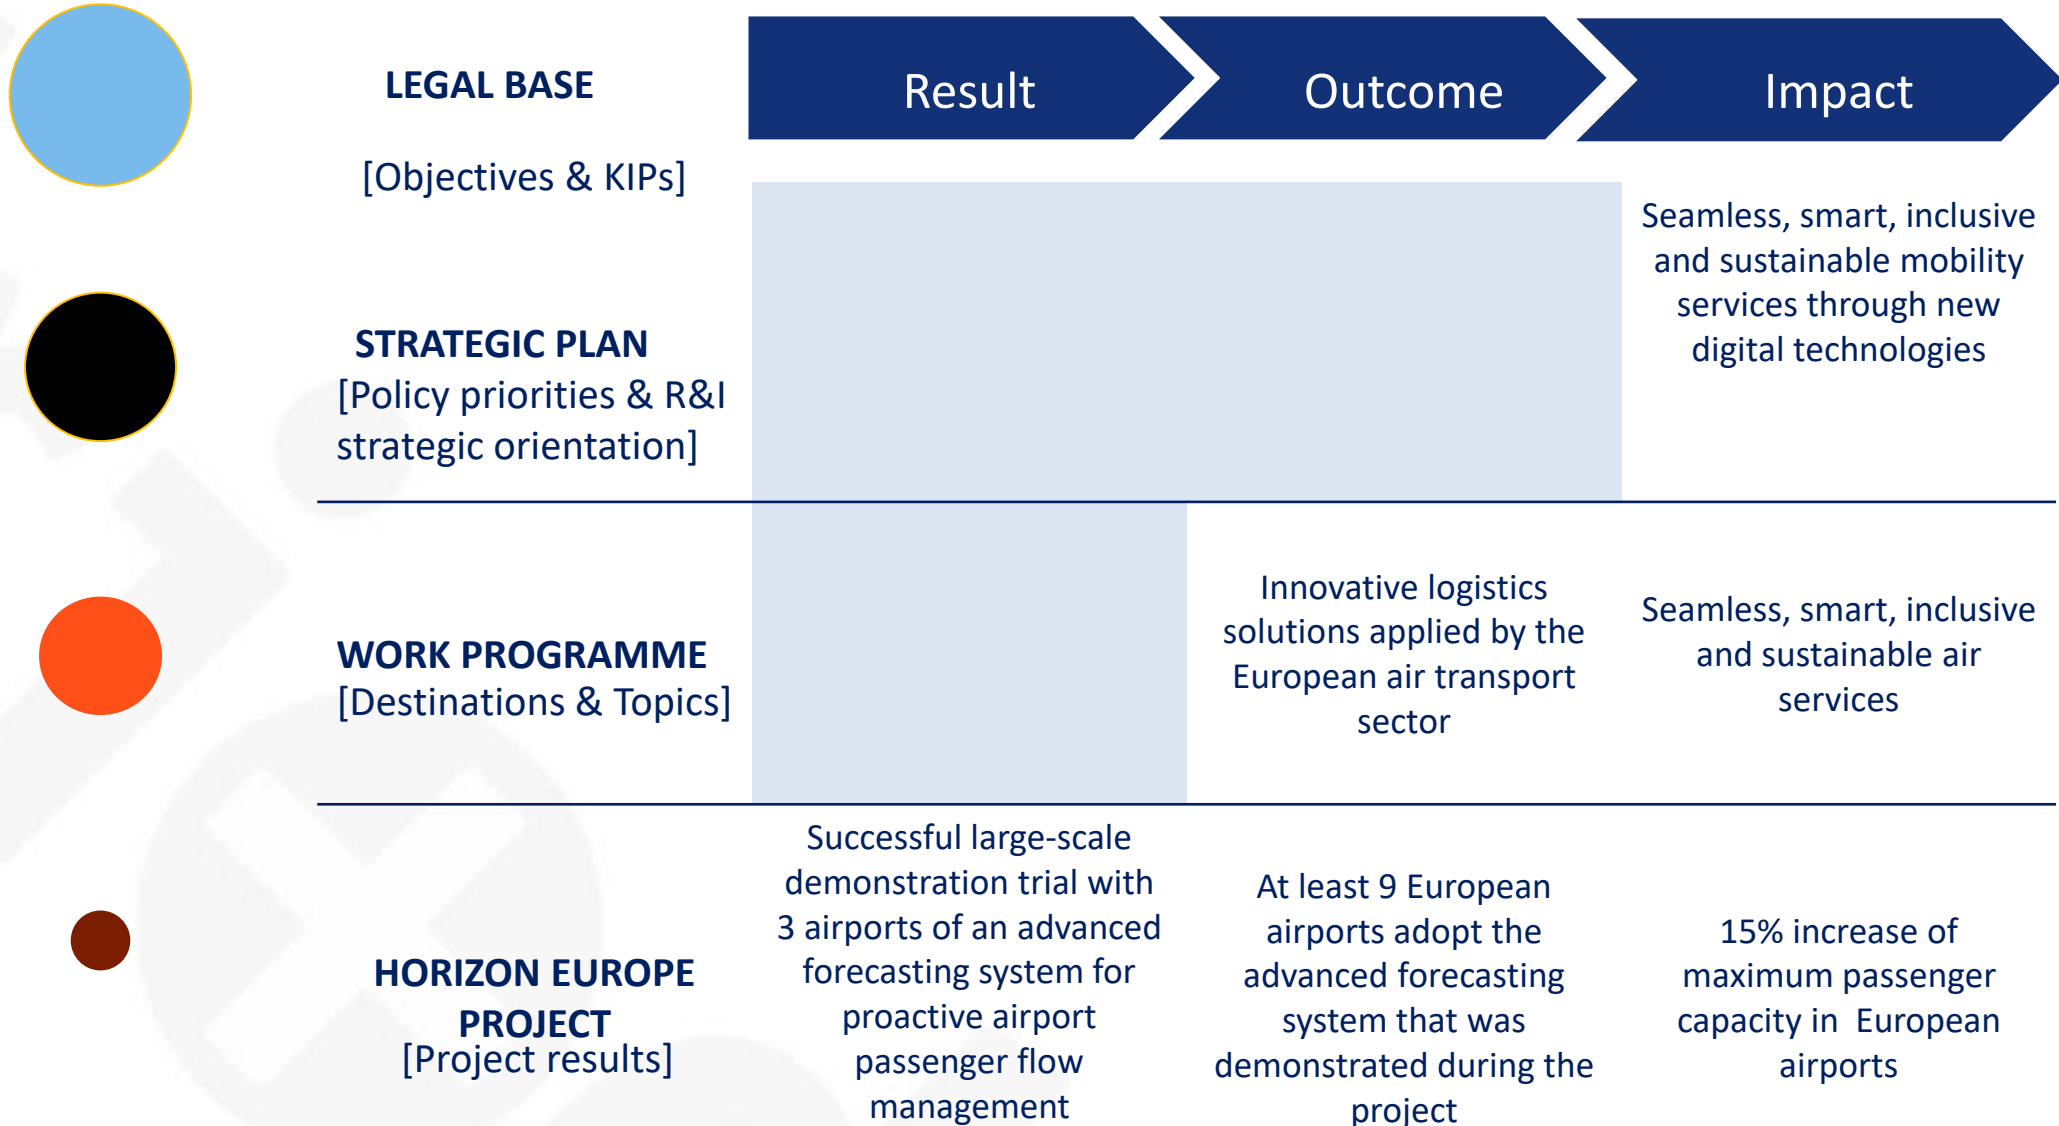 LEGAL BASE
[Objectives & KIPs]
Result
Outcome
Impact
Seamless, smart, inclusive
and sustainable mobility
services through new
digital technologies
STRATEGIC PLAN
[Policy priorities & R&I
strategic orientation]
WORK PROGRAMME
[Destinations & Topics]
Innovative logistics
solutions applied by the
European air transport
sector
Seamless, smart, inclusive
and sustainable air
services
HORIZON EUROPE
PROJECT
[Project results]
Successful large-scale
demonstration trial with
3 airports of an advanced
forecasting system for
proactive airport
passenger flow
management
At least 9 European
airports adopt the
advanced forecasting
system that was
demonstrated during the
project
15% increase of
maximum passenger
capacity in European
airports